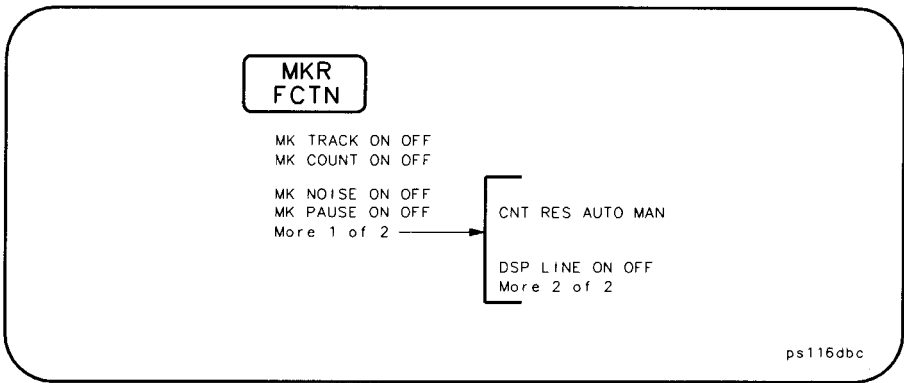 MKR
FCTN
MK TRACK ON OFF
MK COUNT ON OFF
MK NOISE ON OFF
MK PAUSE ON OFF
More 1 of 2
CNT RES AUTO MAN
DSP LINE ON OFF
More 2 of 2
ps116dbc